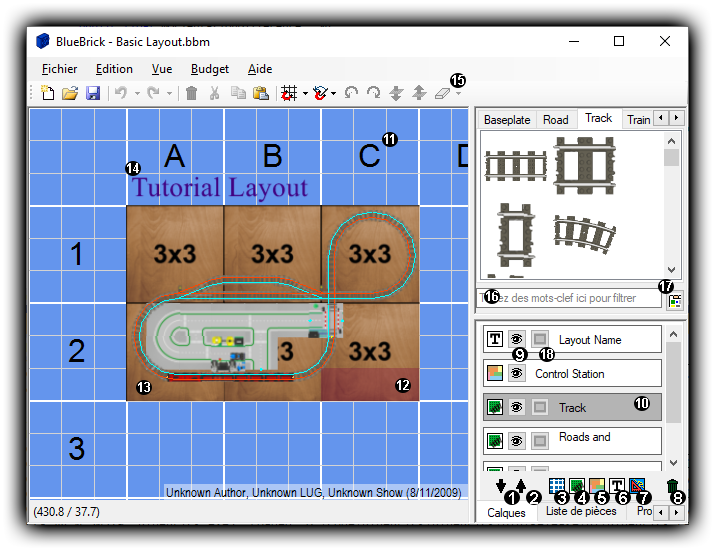 BlueBrick - Basic Layout.bbm
Fichier Edition Vue Budget Aide
15
A B C D
11
14
Tutorial Layout
1
3x3 3x3 3x3
2
3 3x3
13
12
3
Unknown Author, Unknown LUG, Unknown Show (8/11/2009)
(430.8 / 37.7)
Baseplate Road Track Train
17
16 ez des mots-clef ici pour filtrer
T Layout Name
9 18
Control Station
Track 10
Roads and
T
1 2 3 4 5 6 7 8
Calques Liste de pièces Pro